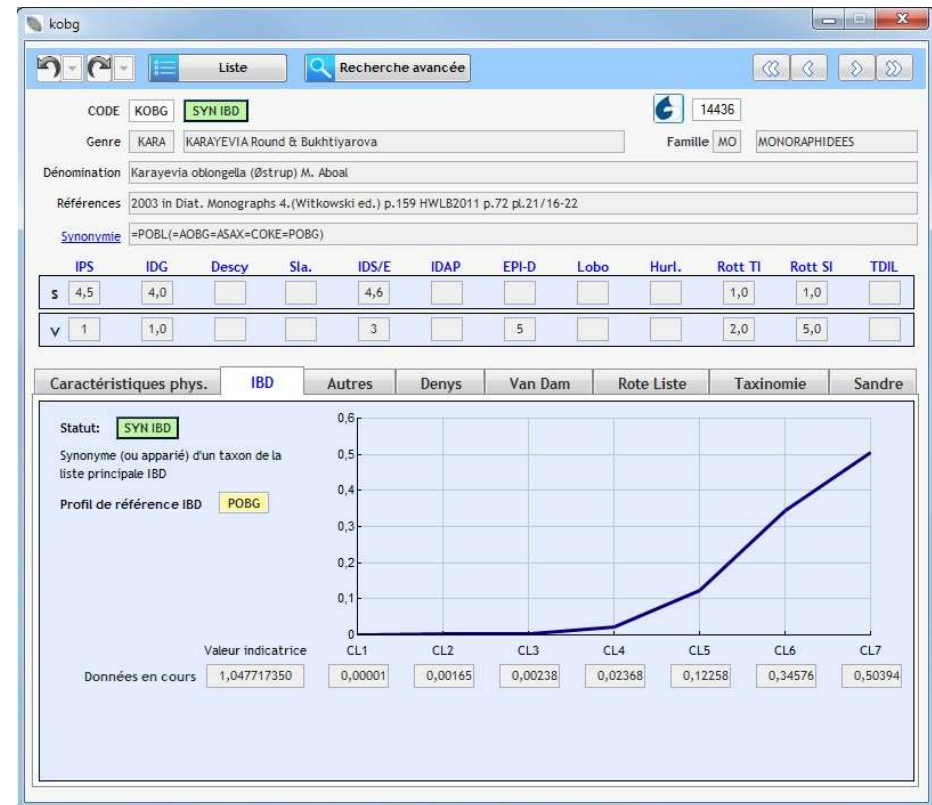 kobg
Liste Recherche avancée
CODE KOBG SYN IBD 14436
Genre KARA KARAYEVIA Round & Bukhtiyarova Famille MO MONORAPHIDEES
Dénomination Karayevia oblongella (Østrup) M. Aboal
Références 2003 in Diat. Monographs 4.(Witkowski ed.) p.159 HWLB2011 p.72 pl.21/16-22
Synonymie =POBL(=AOBG=ASAX=COKE=POBG)
IPS IDG Descy Sla. IDS/E IDAP EPI-D Lobo Hurl. Rott TI Rott SI TDIL
S 4,5 4,0 4,6 1,0 1,0
V 1 1,0 3 5 2,0 5,0
Caractéristiques phys. IBD Autres Denys Van Dam Rote Liste Taxinomie Sandre
Statut: SYN IBD
Synonyme (ou apparié) d'un taxon de la
liste principale IBD
Profil de référence IBD POBG
0,6
0,5
0,4
0,3
0,2
0,1
0
Valeur indicatrice CL1 CL2 CL3 CL4 CL5 CL6 CL7
Données en cours 1,047717350 0,00001 0,00165 0,00238 0,02368 0,12258 0,34576 0,50394